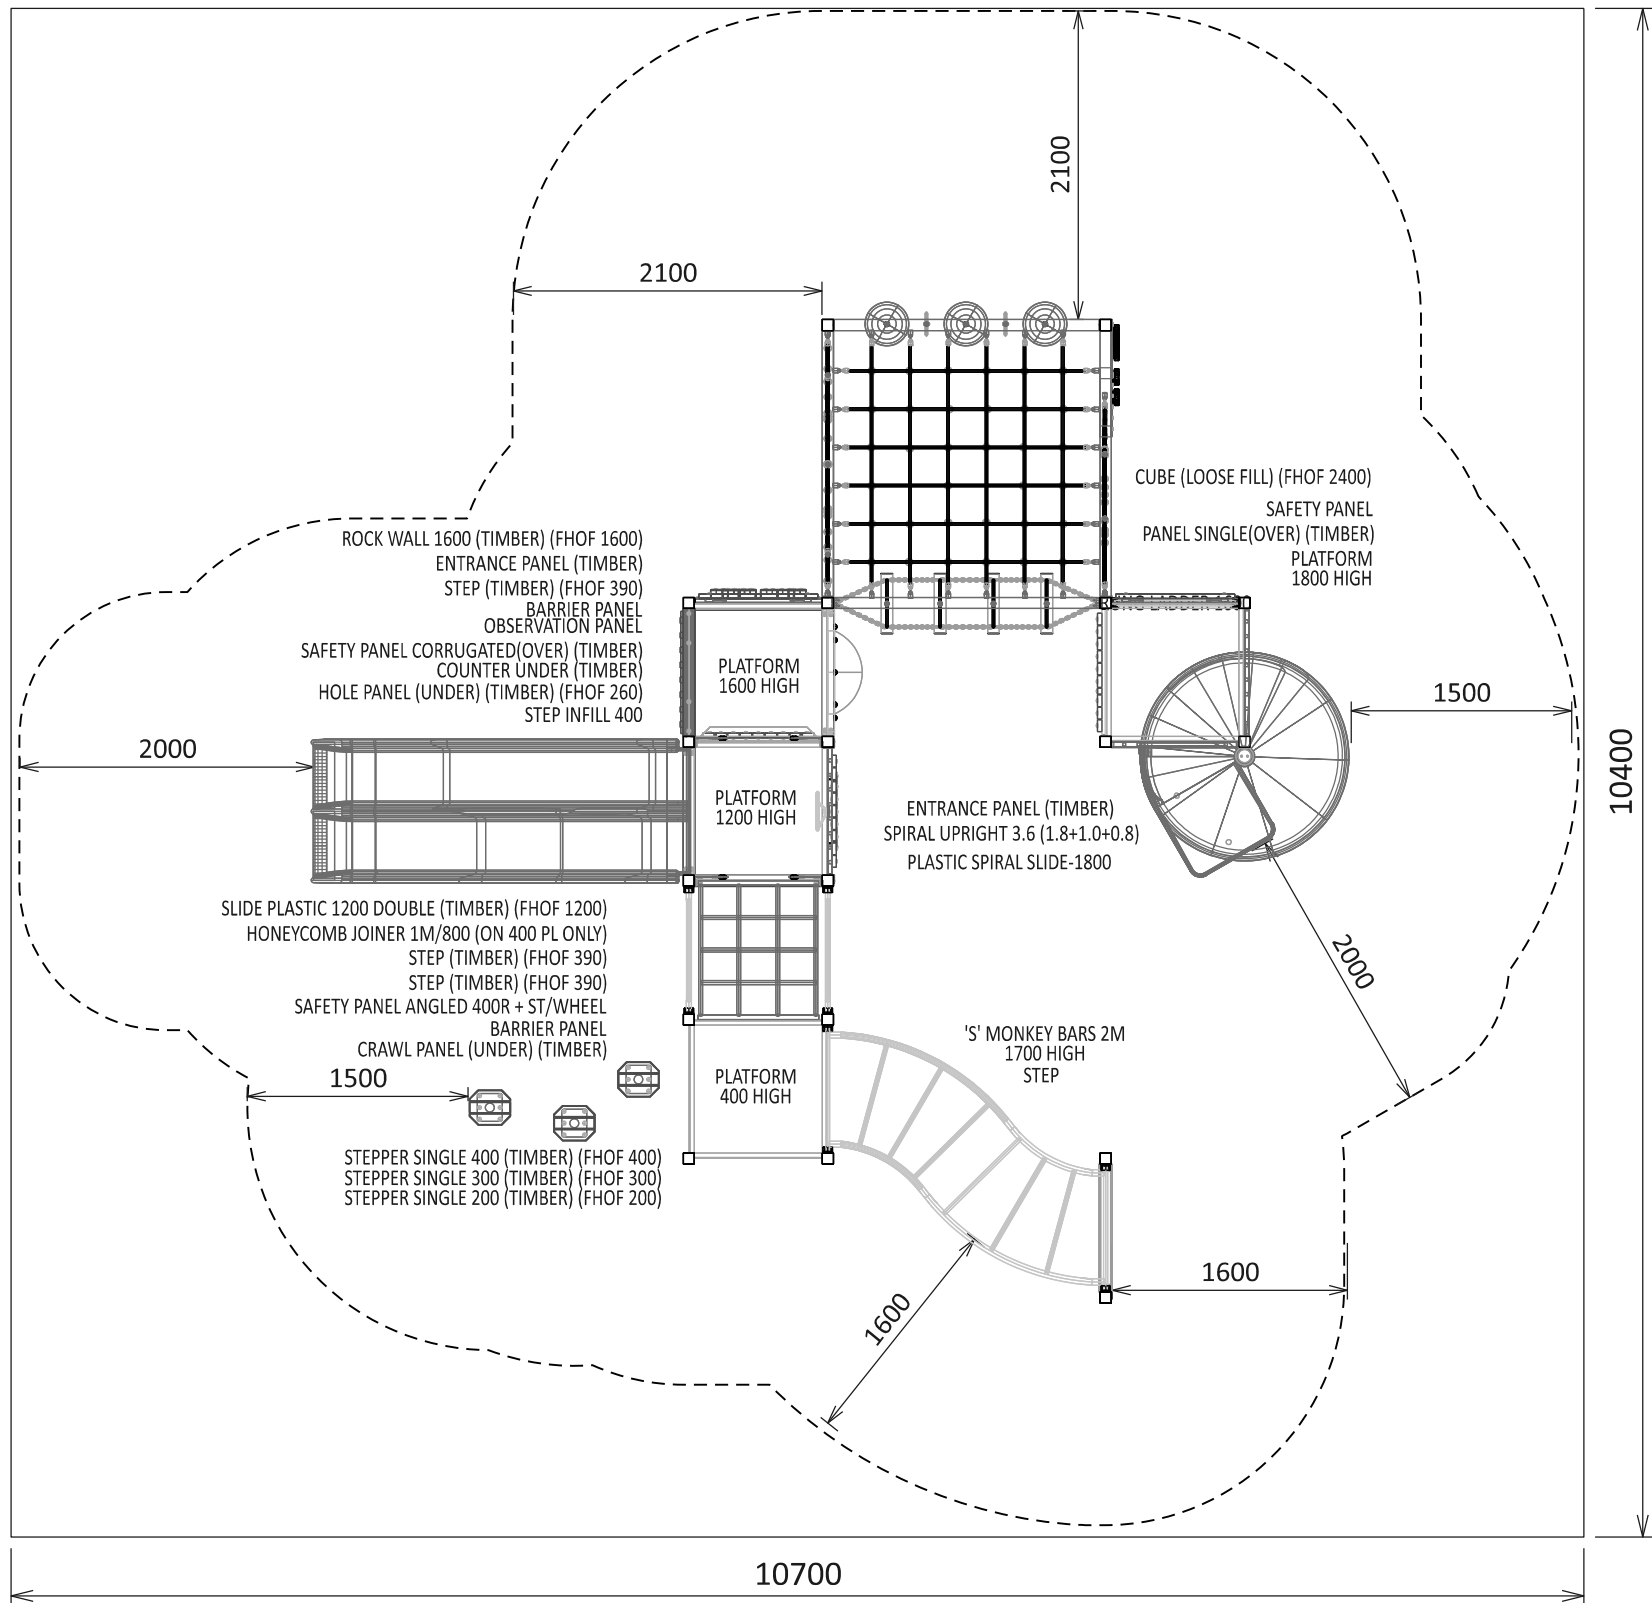 2100
2100
CUBE (LOOSE FILL) (FHOF 2400)
SAFETY PANEL
PANEL SINGLE(OVER) (TIMBER)
PLATFORM
1800 HIGH
ROCK WALL 1600 (TIMBER) (FHOF 1600)
ENTRANCE PANEL (TIMBER)
STEP (TIMBER) (FHOF 390)
BARRIER PANEL
OBSERVATION PANEL
SAFETY PANEL CORRUGATED(OVER) (TIMBER)
COUNTER UNDER (TIMBER)
HOLE PANEL (UNDER) (TIMBER) (FHOF 260)
STEP INFILL 400
PLATFORM
1600 HIGH
1500
2000
10400
PLATFORM
1200 HIGH
ENTRANCE PANEL (TIMBER)
SPIRAL UPRIGHT 3.6 (1.8+1.0+0.8)
PLASTIC SPIRAL SLIDE-1800
SLIDE PLASTIC 1200 DOUBLE (TIMBER) (FHOF 1200)
HONEYCOMB JOINER 1M/800 (ON 400 PL ONLY)
STEP (TIMBER) (FHOF 390)
STEP (TIMBER) (FHOF 390)
SAFETY PANEL ANGLED 400R + ST/WHEEL
BARRIER PANEL
CRAWL PANEL (UNDER) (TIMBER)
2000
'S' MONKEY BARS 2M
1700 HIGH
STEP
1500
PLATFORM
400 HIGH
STEPPER SINGLE 400 (TIMBER) (FHOF 400)
STEPPER SINGLE 300 (TIMBER) (FHOF 300)
STEPPER SINGLE 200 (TIMBER) (FHOF 200)
1600
1600
10700